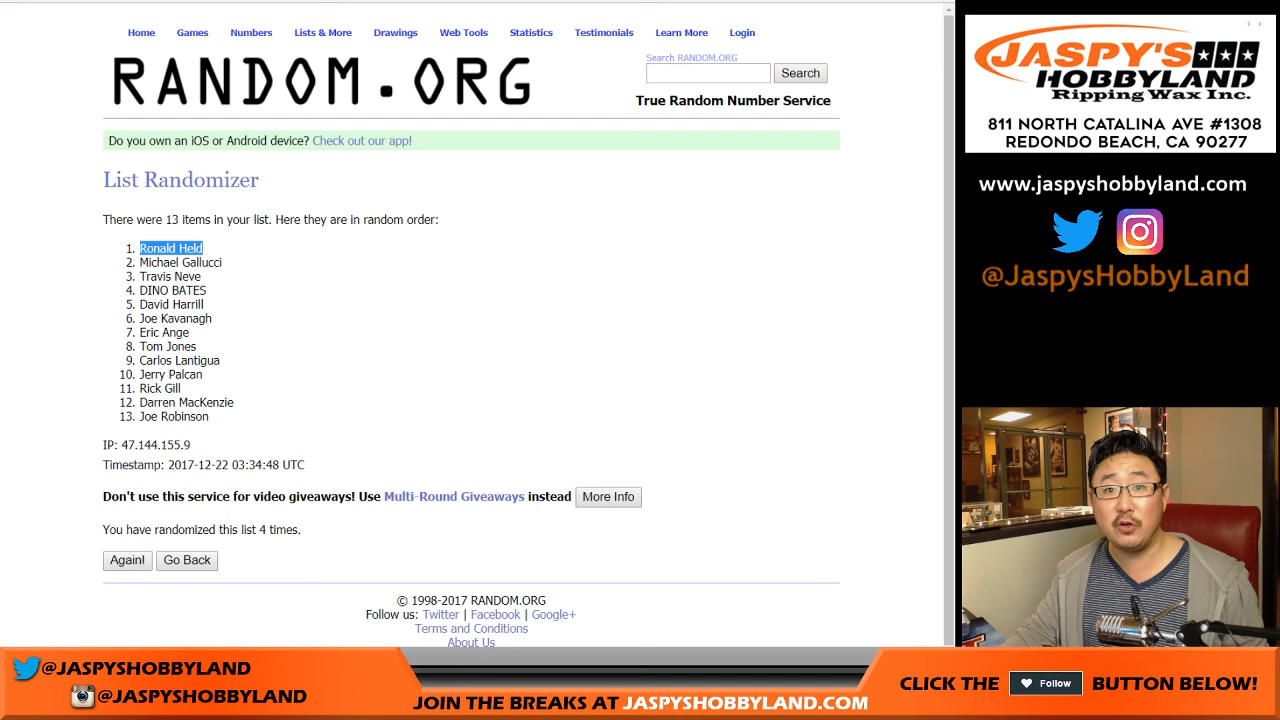 Home Games Numbers Lists & More Drawings Web Tools Statistics Testimonials Learn More Login
RANDOM.ORG
Search RANDOM.ORG
Search
True Random Number Service
Do you own an iOS or Android device? Check out our app!
List Randomizer
There were 13 items in your list. Here they are in random order:
1. Ronald Held
2. Michael Gallucci
3. Travis Neve
4. DINO BATES
5. David Harrill
6. Joe Kavanagh
7. Eric Ange
8. Tom Jones
9. Carlos Lantigua
10. Jerry Palcan
11. Rick Gill
12. Darren MacKenzie
13. Joe Robinson
IP: 47.144.155.9
Timestamp: 2017-12-22 03:34:48 UTC
Don't use this service for video giveaways! Use Multi-Round Giveaways instead More Info
You have randomized this list 4 times.
Again! Go Back
© 1998-2017 RANDOM.ORG
Follow us: Twitter | Facebook | Google+
Terms and Conditions
About Us
JASPY'S
HOBBYLAND
Ripping Wax Inc.
811 NORTH CATALINA AVE #1308
REDONDO BEACH, CA 90277
www.jaspyshobbyland.com
@JaspysHobbyLand
@JASPYSHOBBYLAND
@JASPYSHOBBYLAND
JOIN THE BREAKS AT JASPYSHOBBYLAND.COM
CLICK THE Follow BUTTON BELOW!